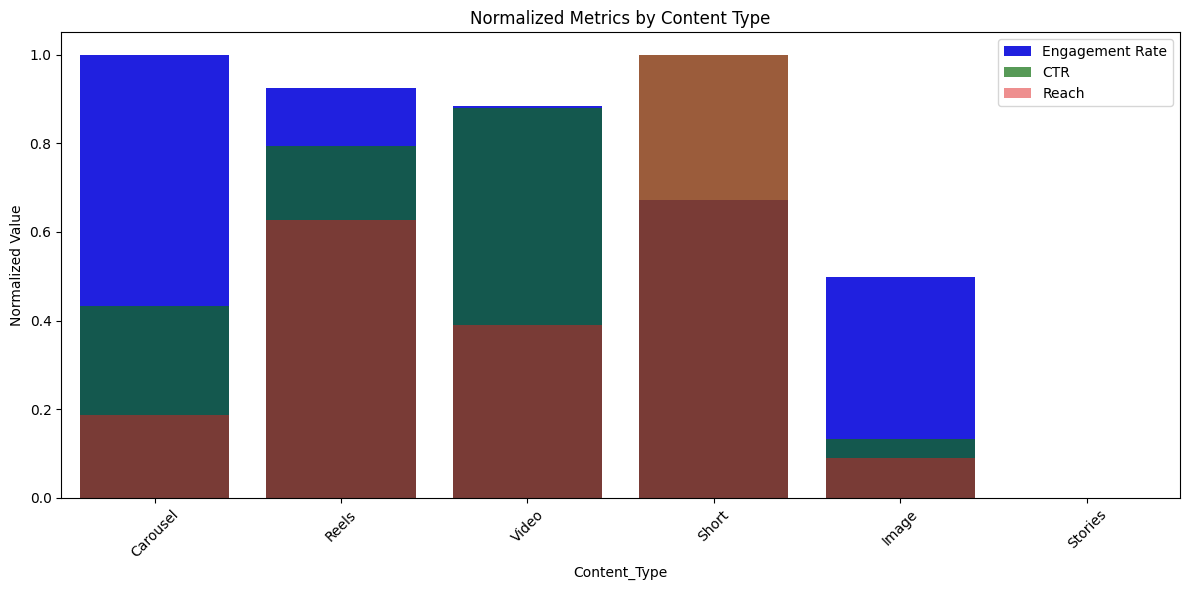 Normalized Metrics by Content Type
Engagement Rate
CTR
Reach
Normalized Value
1.0
0.8
0.6
0.4
0.2
0.0
Carousel
Reels
Video
Short
Image
Stories
Content_Type